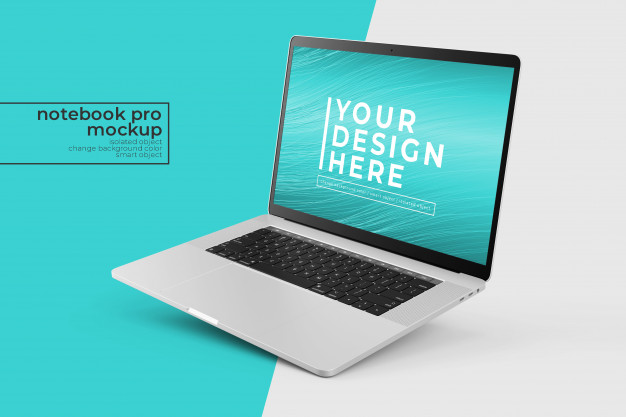 notebook pro
mockup
isolated object
change background color
smart object
YOUR
DESIGN
HERE